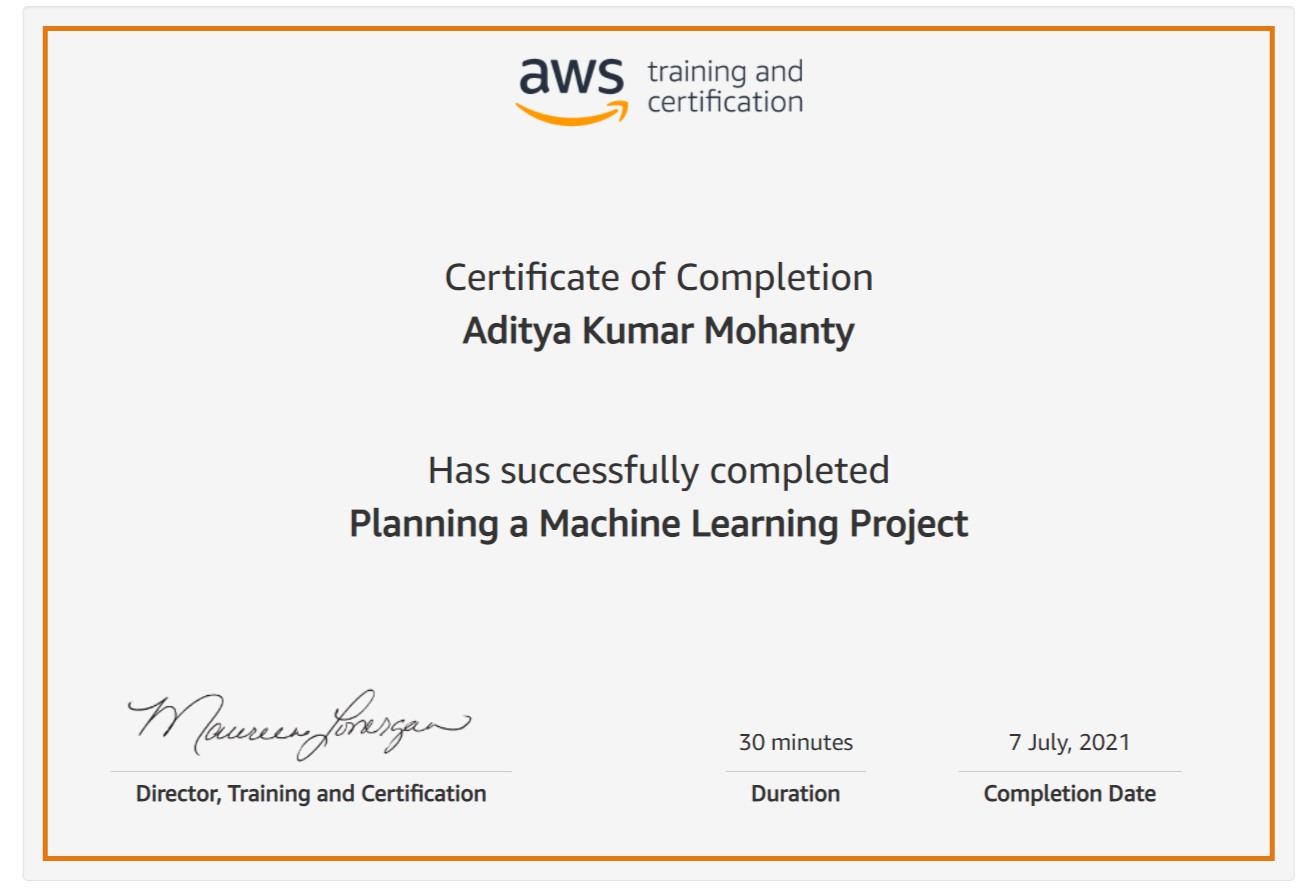 aws training and
certification
Certificate of Completion
Aditya Kumar Mohanty
Has successfully completed
Planning a Machine Learning Project
Maureen Lonergan
30 minutes
7 July, 2021
Director, Training and Certification
Duration
Completion Date